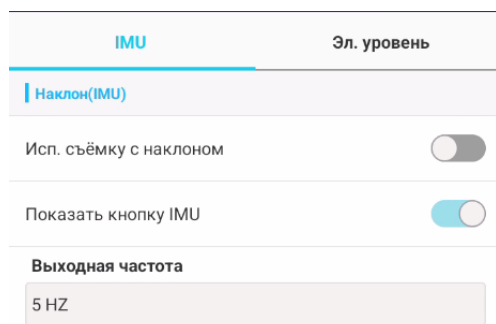 IMU Эл. уровень
Наклон(IMU)
Исп. съёмку с наклоном
Показать кнопку IMU
Выходная частота
5 HZ